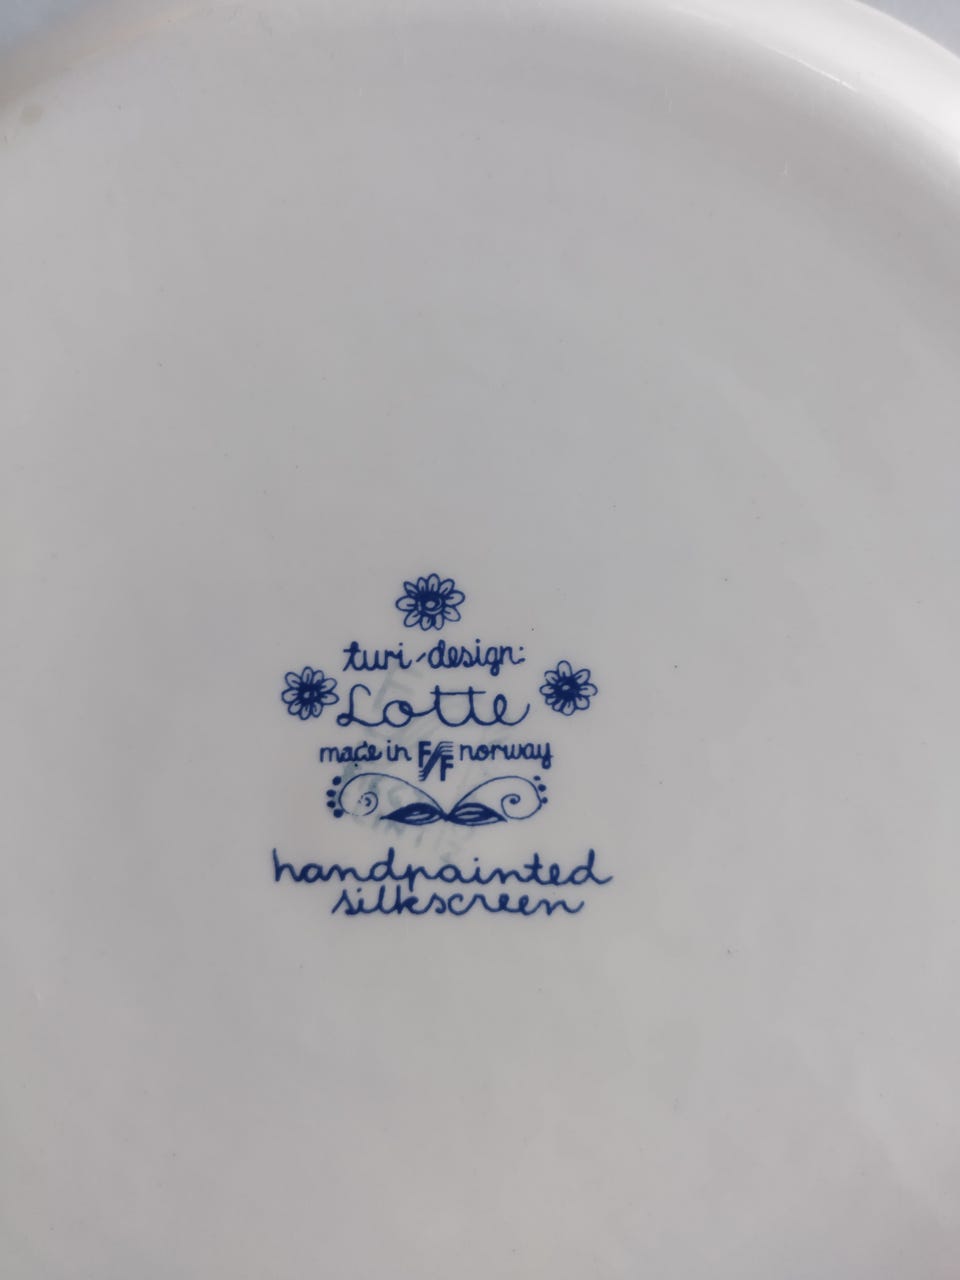 turi-design:
Lotte
made in F/F norway
handpainted
silkscreen